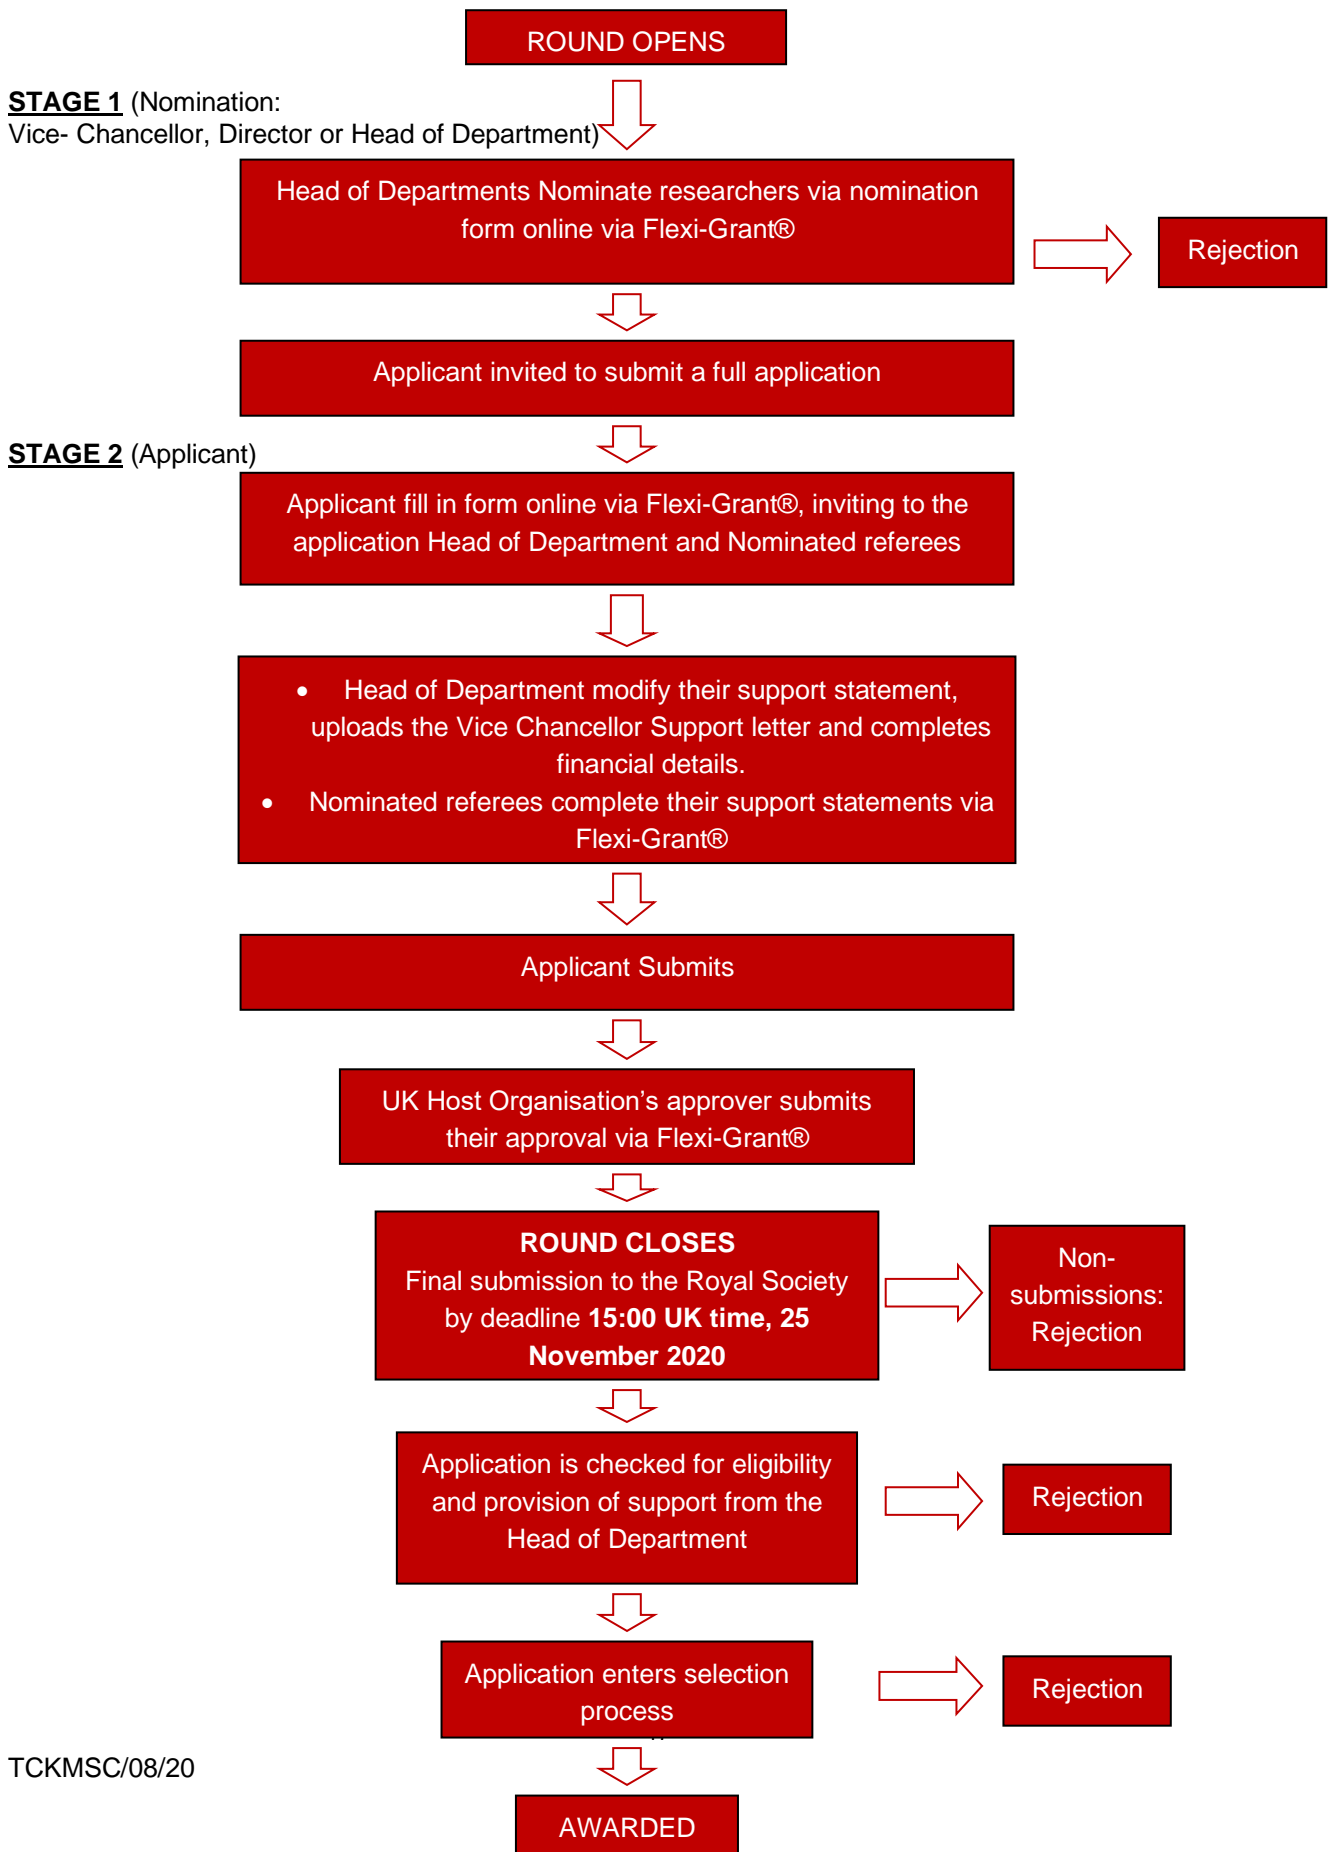 ROUND OPENS
STAGE 1 (Nomination:
Vice- Chancellor, Director or Head of Department)
Head of Departments Nominate researchers via nomination
form online via Flexi-Grant®
Rejection
Applicant invited to submit a full application
STAGE 2 (Applicant)
Applicant fill in form online via Flexi-Grant®, inviting to the
application Head of Department and Nominated referees
• Head of Department modify their support statement,
uploads the Vice Chancellor Support letter and completes
financial details.
• Nominated referees complete their support statements via
Flexi-Grant®
Applicant Submits
UK Host Organisation’s approver submits
their approval via Flexi-Grant®
ROUND CLOSES
Final submission to the Royal Society
by deadline 15:00 UK time, 25
November 2020
Non-
submissions:
Rejection
Application is checked for eligibility
and provision of support from the
Head of Department
Rejection
Application enters selection
process
Rejection
TCKMSC/08/20
AWARDED